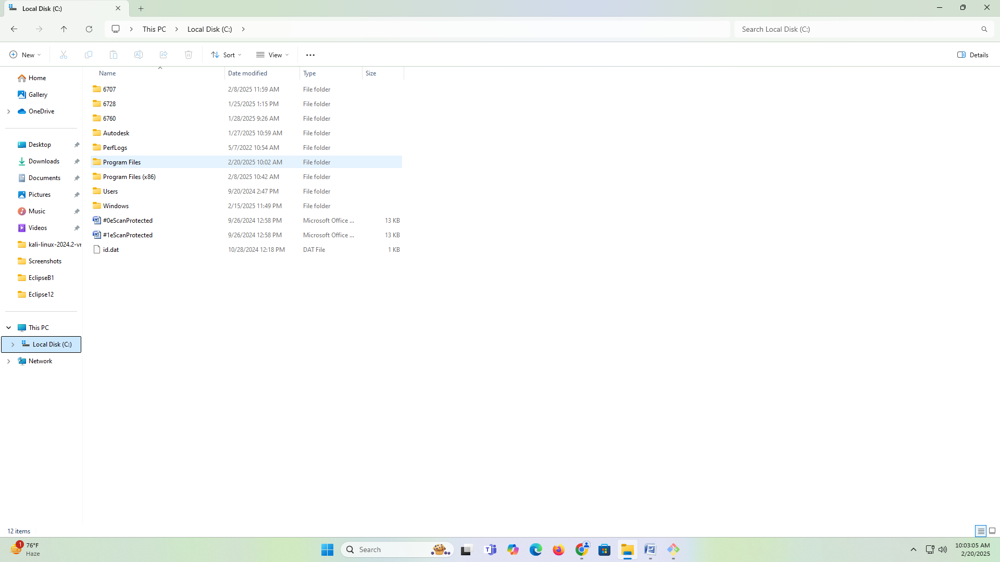 Local Disk (C:)
This PC > Local Disk (C:) >
Search Local Disk (C:)
New
Sort
View
Details
Name Date modified Type Size
Home
Gallery
OneDrive
Desktop
Downloads
Documents
Pictures
Music
Videos
kali-linux-2024.2-vr
Screenshots
EclipseB1
Eclipse12
This PC
Local Disk (C:)
Network
6707 2/8/2025 11:59 AM File folder
6728 1/25/2025 1:15 PM File folder
6760 1/28/2025 9:26 AM File folder
Autodesk 1/27/2025 10:59 AM File folder
PerfLogs 5/7/2022 10:54 AM File folder
Program Files 2/20/2025 10:02 AM File folder
Program Files (x86) 2/8/2025 10:42 AM File folder
Users 9/20/2024 2:47 PM File folder
Windows 2/15/2025 11:49 PM File folder
#0eScanProtected 9/26/2024 12:58 PM Microsoft Office ... 13 KB
#1eScanProtected 9/26/2024 12:58 PM Microsoft Office ... 13 KB
id.dat 10/28/2024 12:18 PM DAT File 1 KB
12 items
1
76°F
Haze
Search
10:03:05 AM
2/20/2025